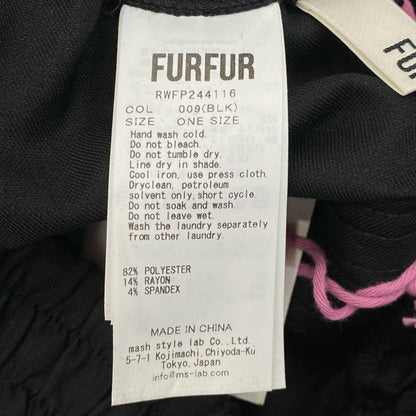 FURFUR
RWFP244116
COL 009(BLK)
SIZE ONE SIZE
Hand wash cold.
Do not bleach.
Do not tumble dry.
Line dry in shade.
Cool iron, use press cloth.
Dryclean, petroleum
solvent only, short cycle.
Do not soak and wash.
Do not leave wet.
Wash the laundry separately
from other laundry.
82% POLYESTER
14% RAYON
4% SPANDEX
MADE IN CHINA
mash style lab Co.,Ltd.
5-7-1 Kojimachi, Chiyoda-Ku
Tokyo, Japan
info@ms-lab.com
FU